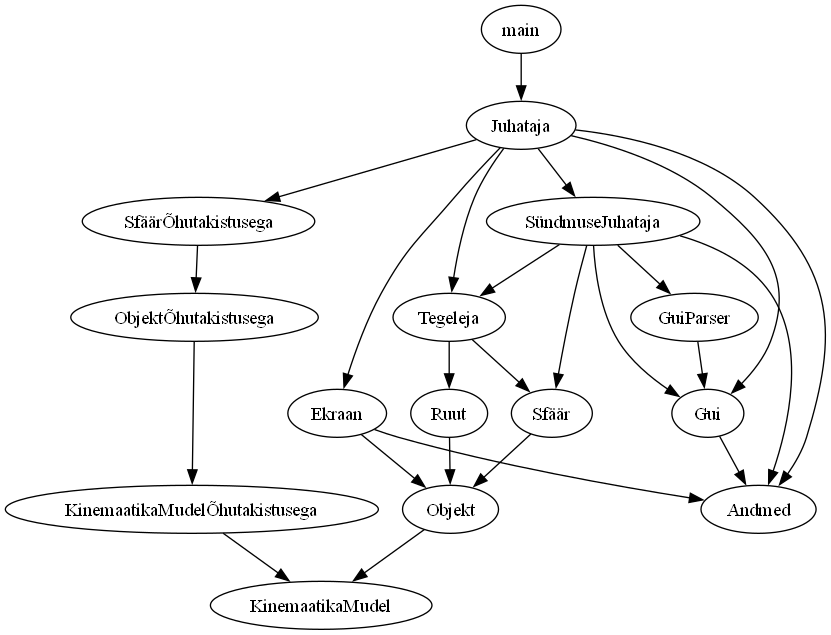 main
Juhataja
SfäärÕhutakistusega
SündmuseJuhataja
ObjektÕhutakistusega
Tegeleja
GuiParser
Ekraan
Ruut
Sfäär
Gui
KinemaatikaMudelÕhutakistusega
Objekt
Andmed
KinemaatikaMudel